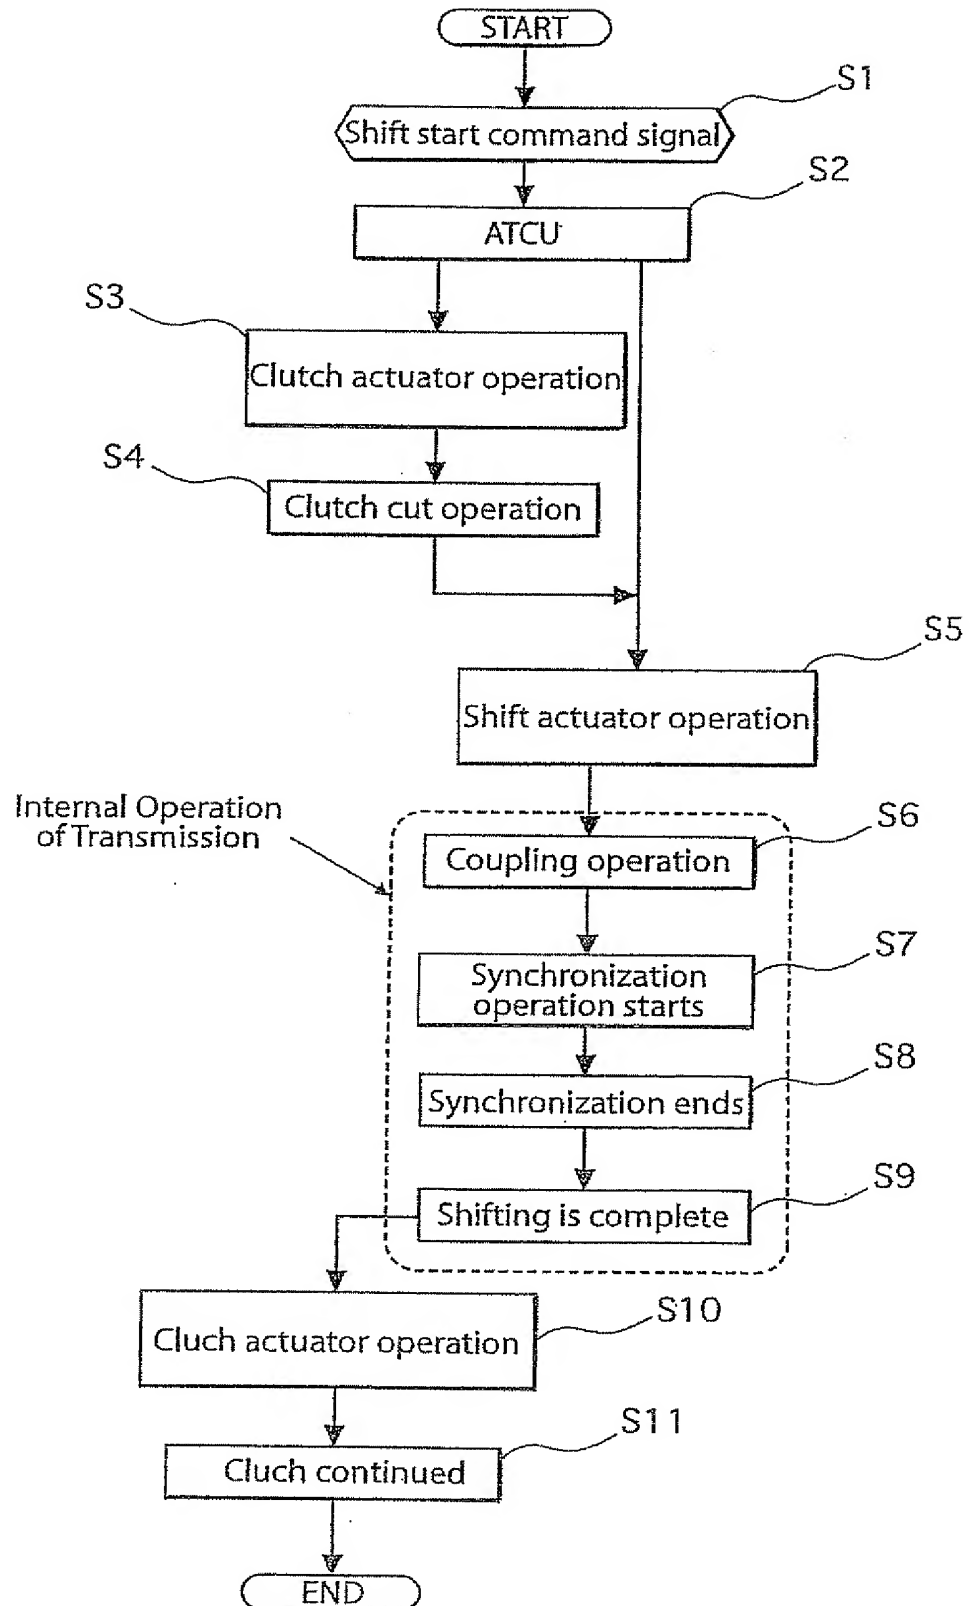 START
S1
Shift start command signal
S2
ATCU
S3
Clutch actuator operation
S4
Clutch cut operation
S5
Shift actuator operation
Internal Operation
of Transmission
S6
Coupling operation
S7
Synchronization
operation starts
S8
Synchronization ends
S9
Shifting is complete
S10
Cluch actuator operation
S11
Cluch continued
END